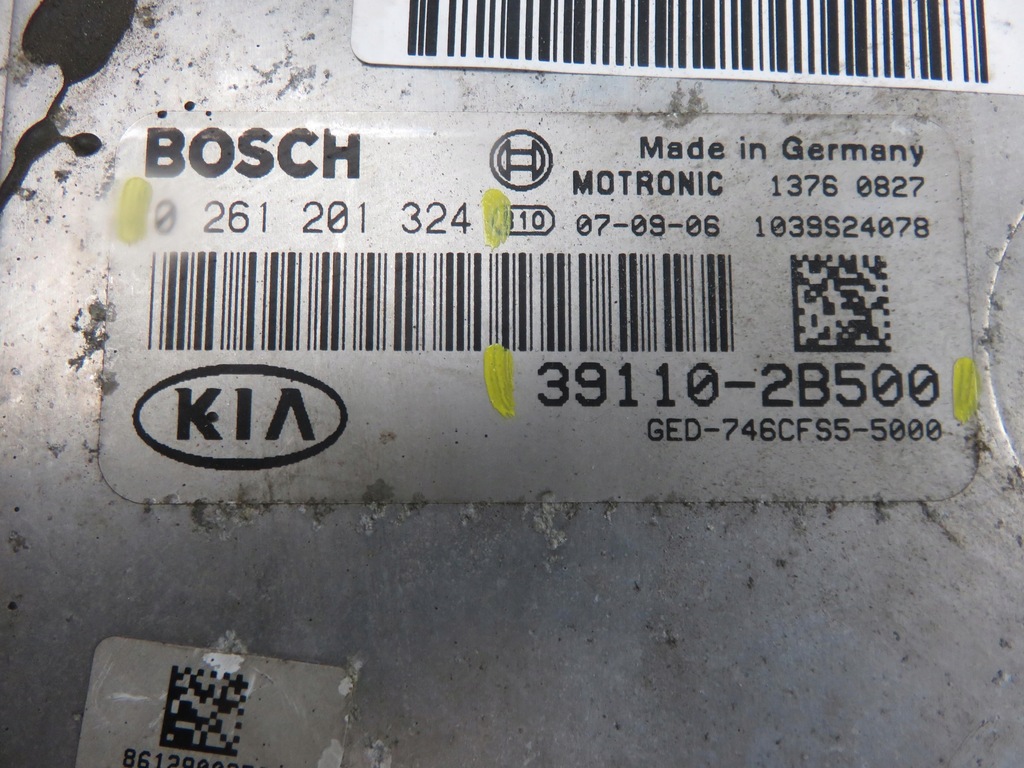 BOSCH
Made in Germany
MOTRONIC 1376 0827
0 261 201 324 310 07-09-06 1039S24078
KIA
39110-2B500
GED-746CFS5-5000